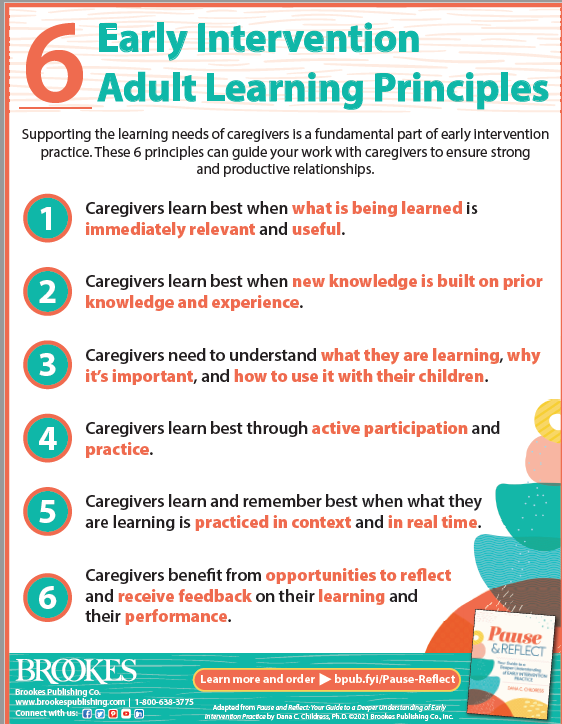 6 Early Intervention
Adult Learning Principles
Supporting the learning needs of caregivers is a fundamental part of early intervention
practice. These 6 principles can guide your work with caregivers to ensure strong
and productive relationships.
1
Caregivers learn best when what is being learned is
immediately relevant and useful.
2
Caregivers learn best when new knowledge is built on prior
knowledge and experience.
3
Caregivers need to understand what they are learning, why
it's important, and how to use it with their children.
4
Caregivers learn best through active participation and
practice.
5
Caregivers learn and remember best when what they
are learning is practiced in context and in real time.
6
Caregivers benefit from opportunities to reflect
and receive feedback on their learning and
their performance.
Pause
& REFLECT
Your Guide to a
Deeper Understanding
of EARLY INTERVENTION
PRACTICE
DANA C. CHILDRESS
BROOKES
Brookes Publishing Co.
www.brookespublishing.com | 1-800-638-3775
Connect with us:
Learn more and order ▶ bpub.fyi/Pause-Reflect
Adapted from Pause and Reflect: Your Guide to a Deeper Understanding of Early
Intervention Practice by Dana C. Childress, Ph.D. ©2021 Brookes Publishing Co., Inc.